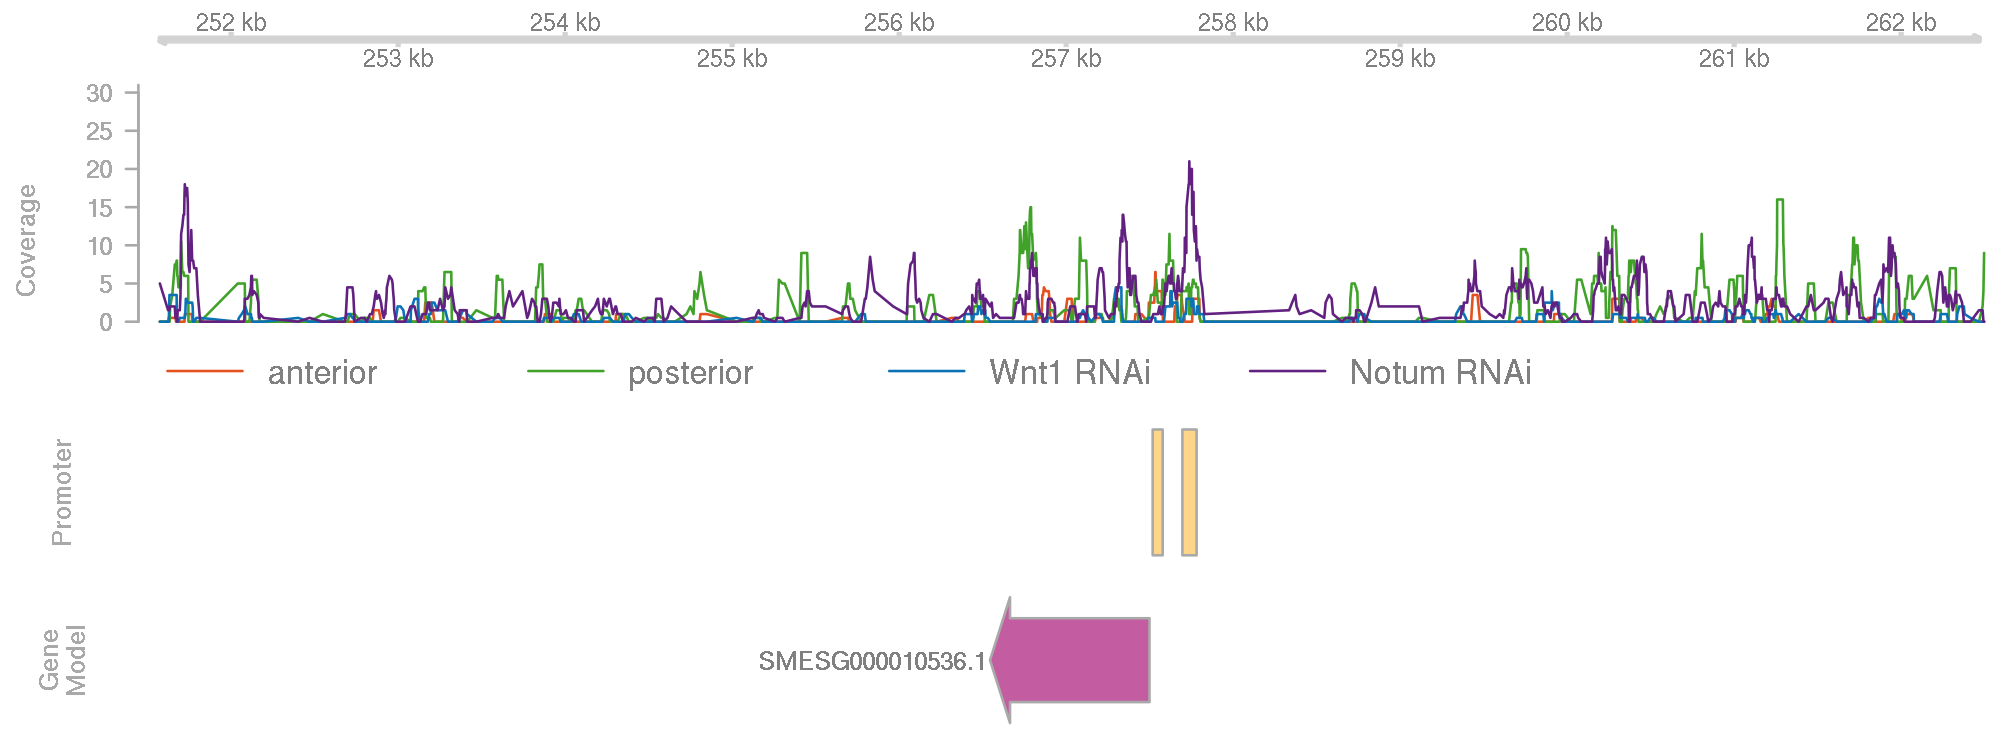 252 kb 254 kb 256 kb 258 kb 260 kb 262 kb
253 kb 255 kb 257 kb 259 kb 261 kb
Coverage
30
25
20
15
10
5
0
anterior posterior Wnt1 RNAi Notum RNAi
Promoter
Gene
Model
SMESG000010536.1